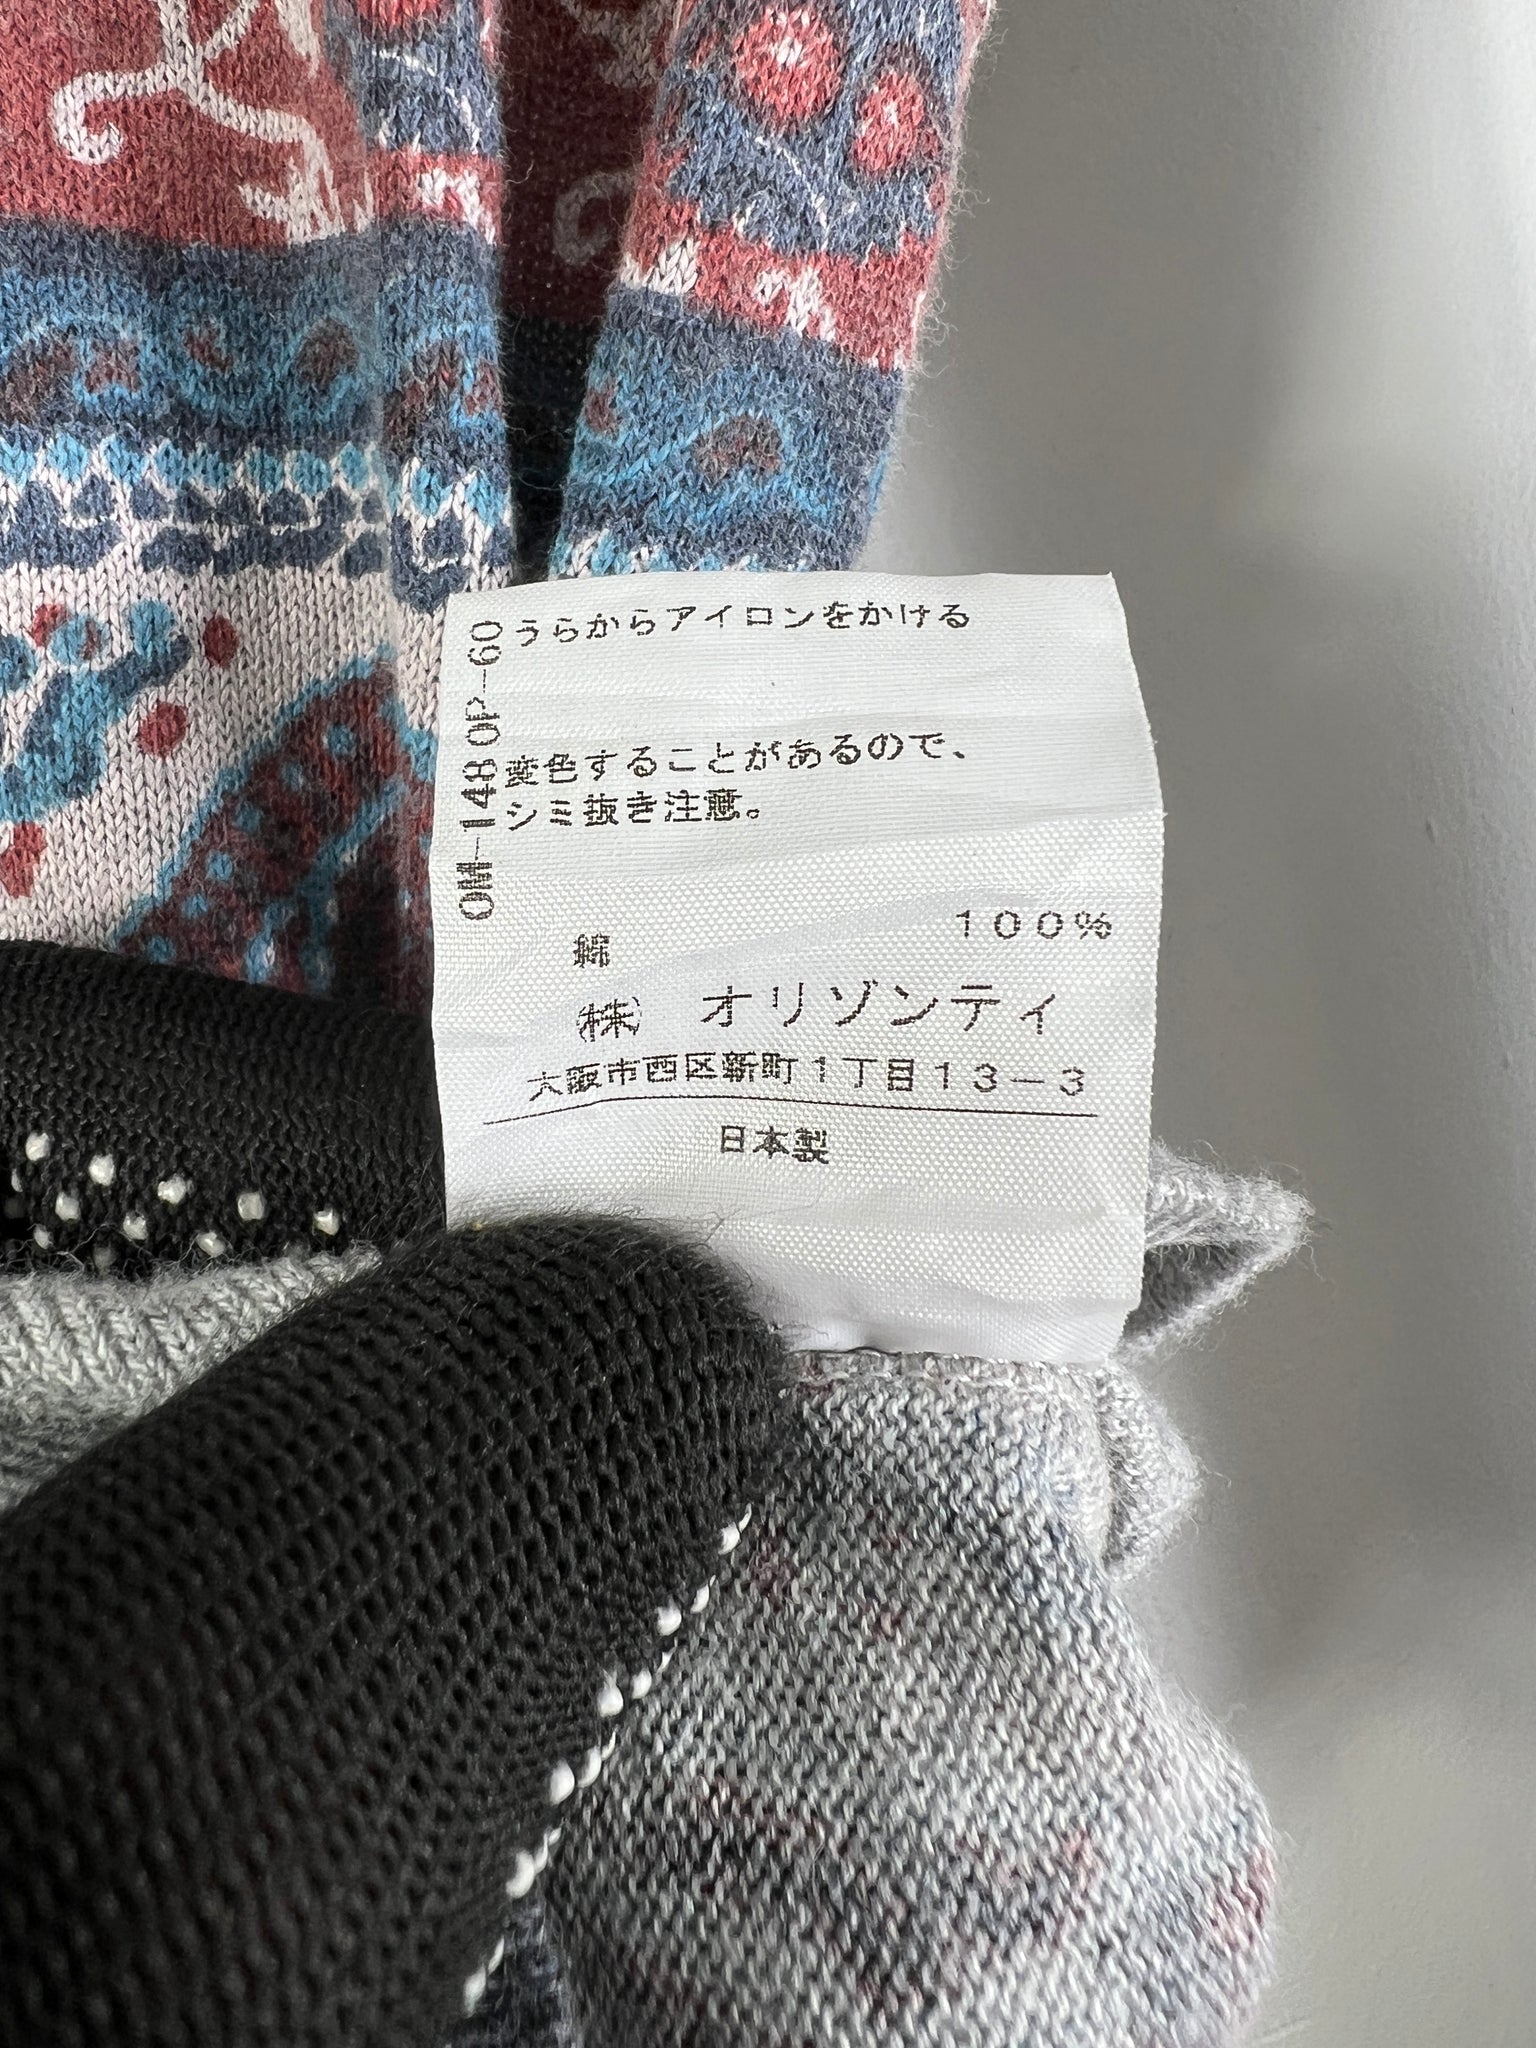 うらからアイロンをかける
変色することがあるので、
シミ抜き注意。
綿 100%
(株) オリゾンティ
大阪市西区新町1丁目13-3
日本製
OM-1480P-60